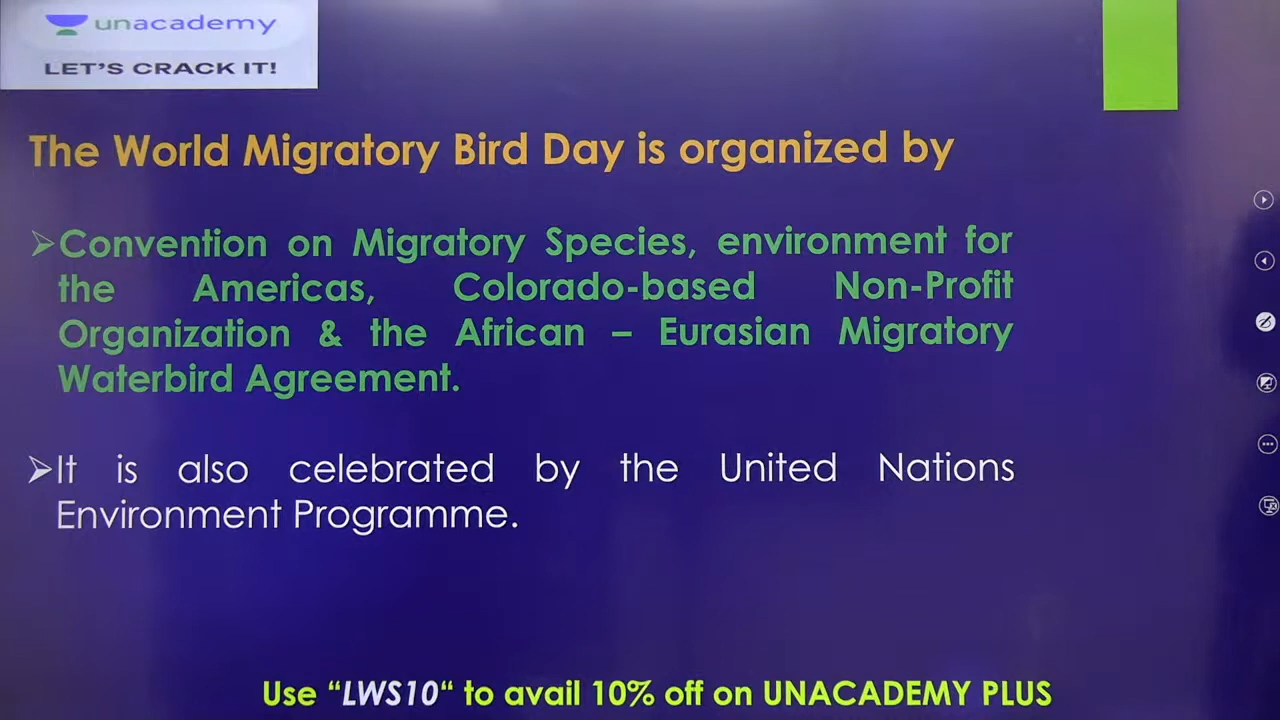 unacademy
LET'S CRACK IT!
The World Migratory Bird Day is organized by
➢Convention on Migratory Species, environment for
the Americas, Colorado-based Non-Profit
Organization & the African – Eurasian Migratory
Waterbird Agreement.
➢It is also celebrated by the United Nations
Environment Programme.
Use “LWS10“ to avail 10% off on UNACADEMY PLUS